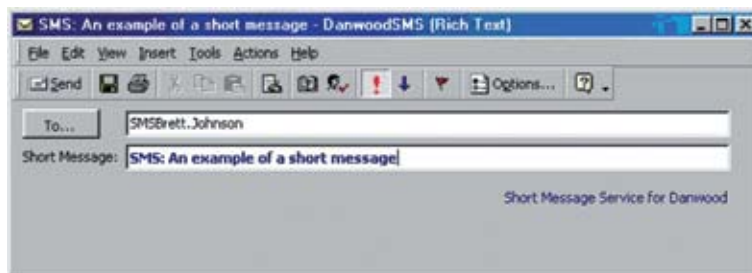 SMS: An example of a short message - DanwoodSMS (Rich Text)
File Edit View Insert Tools Actions Help
Send Options...
To... SMSBrett.Johnson
Short Message: SMS: An example of a short message
Short Message Service for Danwood